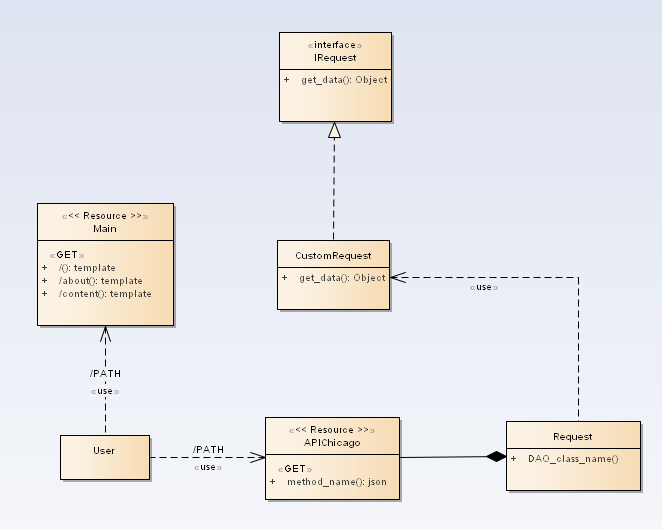 «interface»
IRequest
+ get_data(): Object
«<< Resource >>»
Main
«GET»
+ /(): template
+ /about(): template
+ /content(): template
CustomRequest
+ get_data(): Object
«use»
/PATH
«use»
User
/PATH
«use»
«<< Resource >>»
APIChicago
«GET»
+ method_name(): json
Request
+ DAO_class_name()